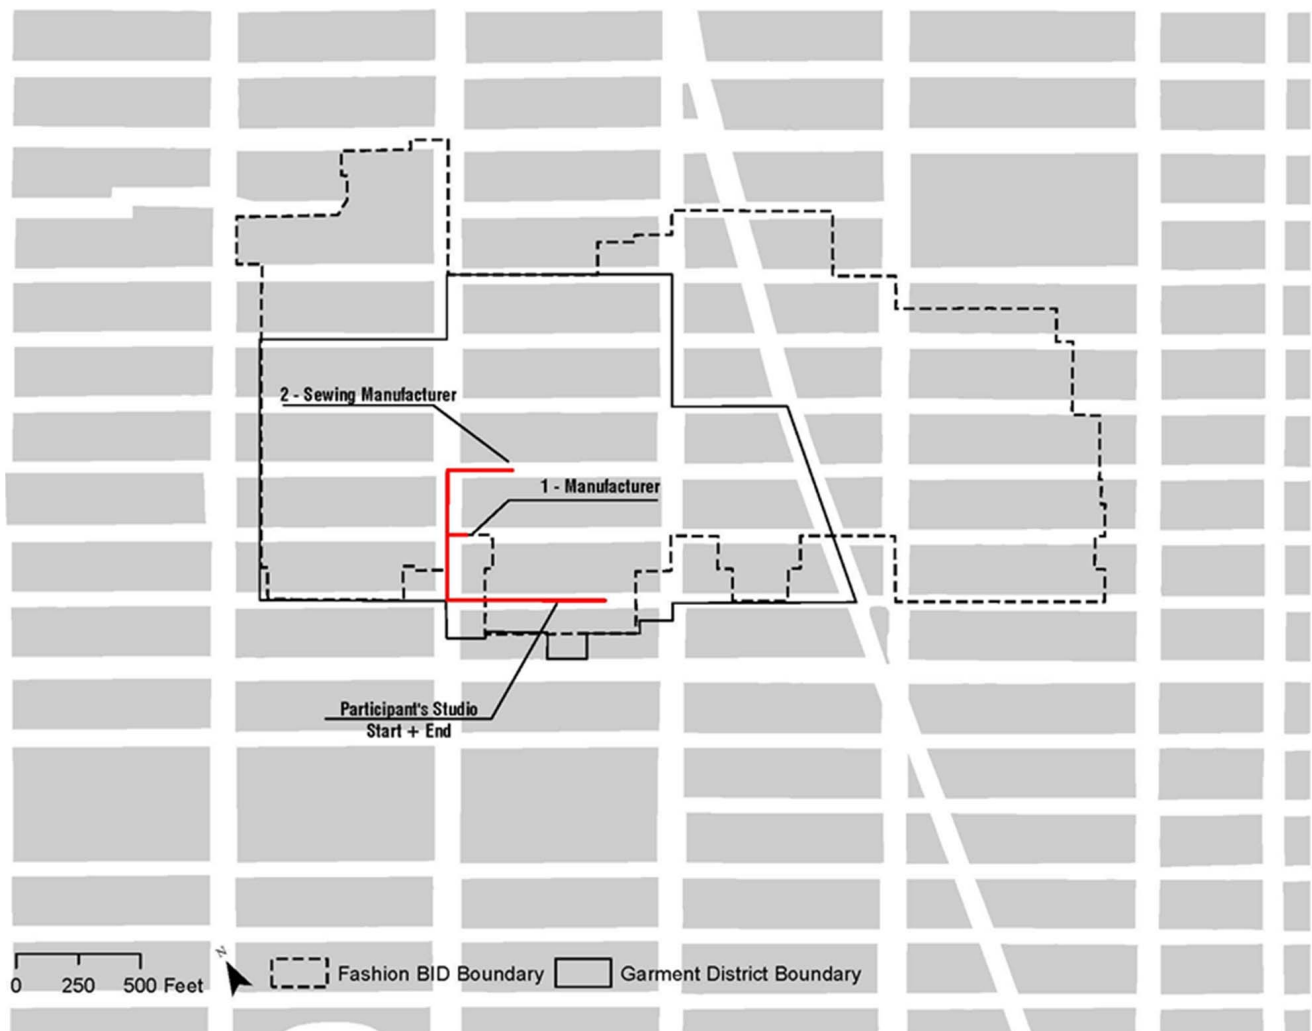 2 - Sewing Manufacturer
1 - Manufacturer
Participant's Studio
Start + End
N
0 250 500 Feet
Fashion BID Boundary
Garment District Boundary